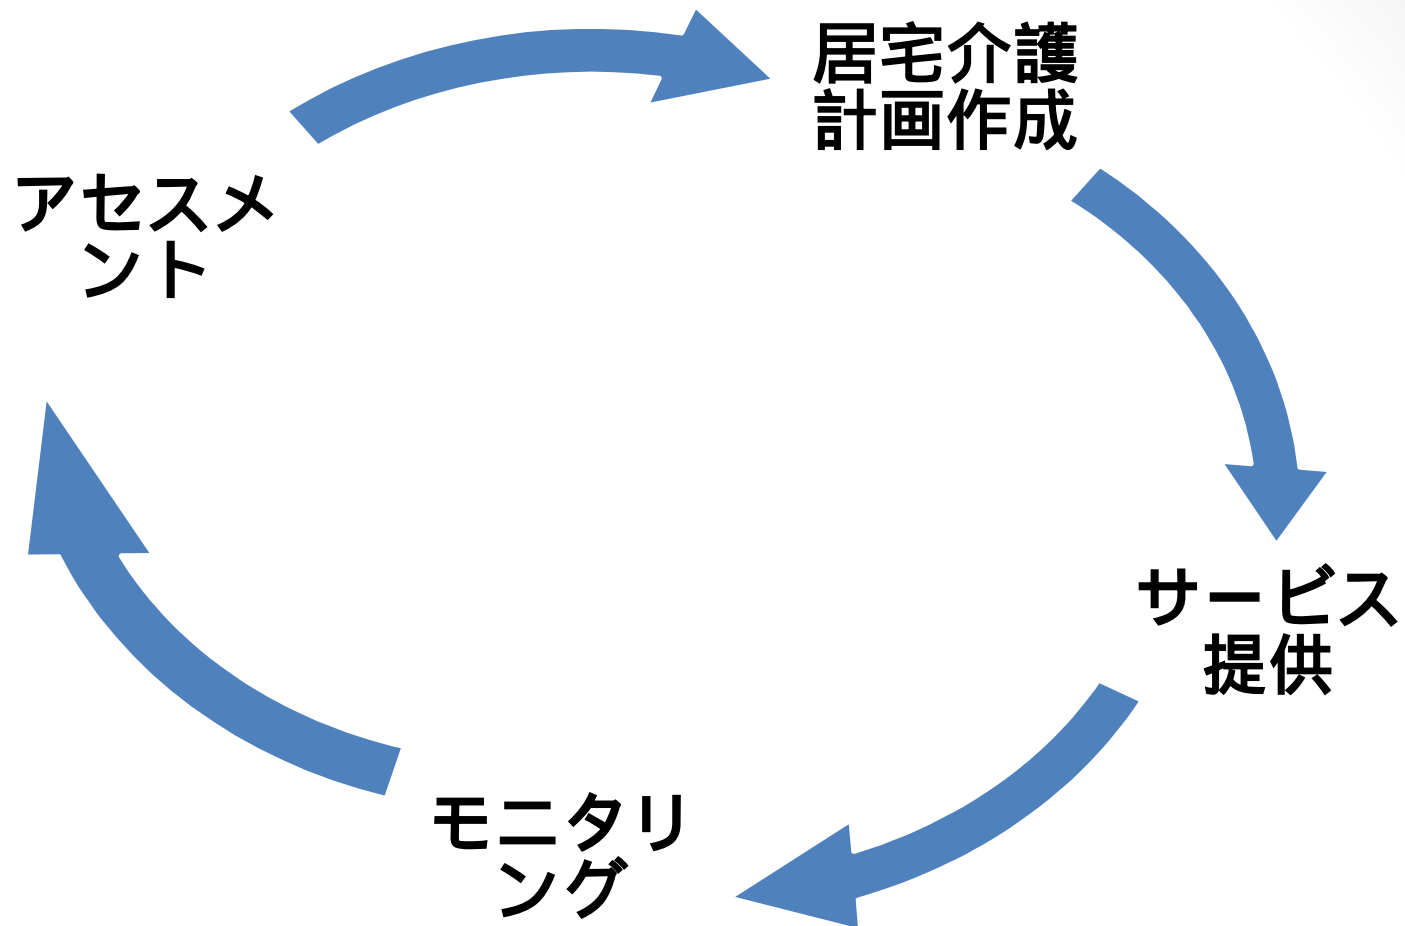 居宅介護
計画作成
アセスメ
ント
サービス
提供
モニタリ
ング